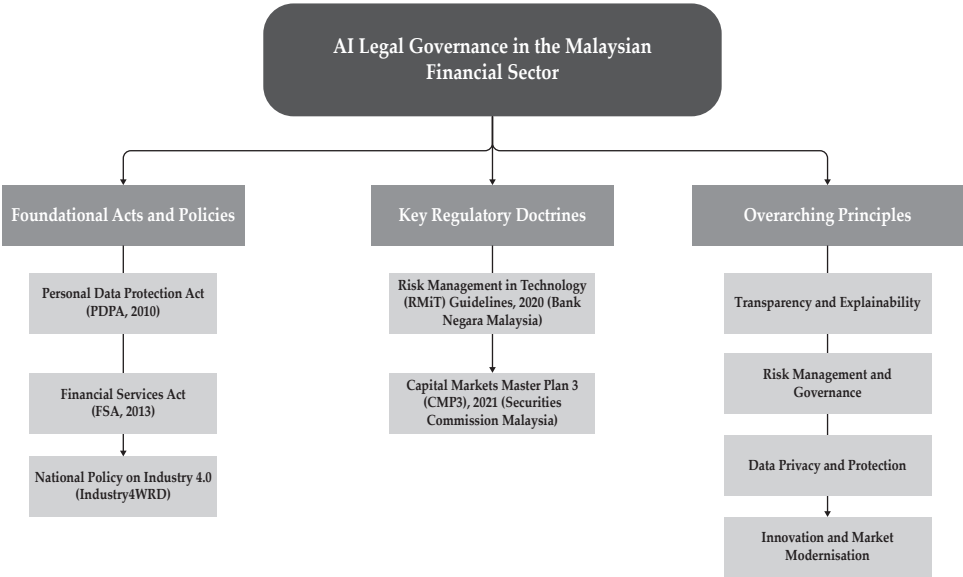 AI Legal Governance in the Malaysian
Financial Sector
Foundational Acts and Policies
Personal Data Protection Act
(PDPA, 2010)
Financial Services Act
(FSA, 2013)
National Policy on Industry 4.0
(Industry4WRD)
Key Regulatory Doctrines
Risk Management in Technology
(RMiT) Guidelines, 2020 (Bank
Negara Malaysia)
Capital Markets Master Plan 3
(CMP3), 2021 (Securities
Commission Malaysia)
Overarching Principles
Transparency and Explainability
Risk Management and
Governance
Data Privacy and Protection
Innovation and Market
Modernisation